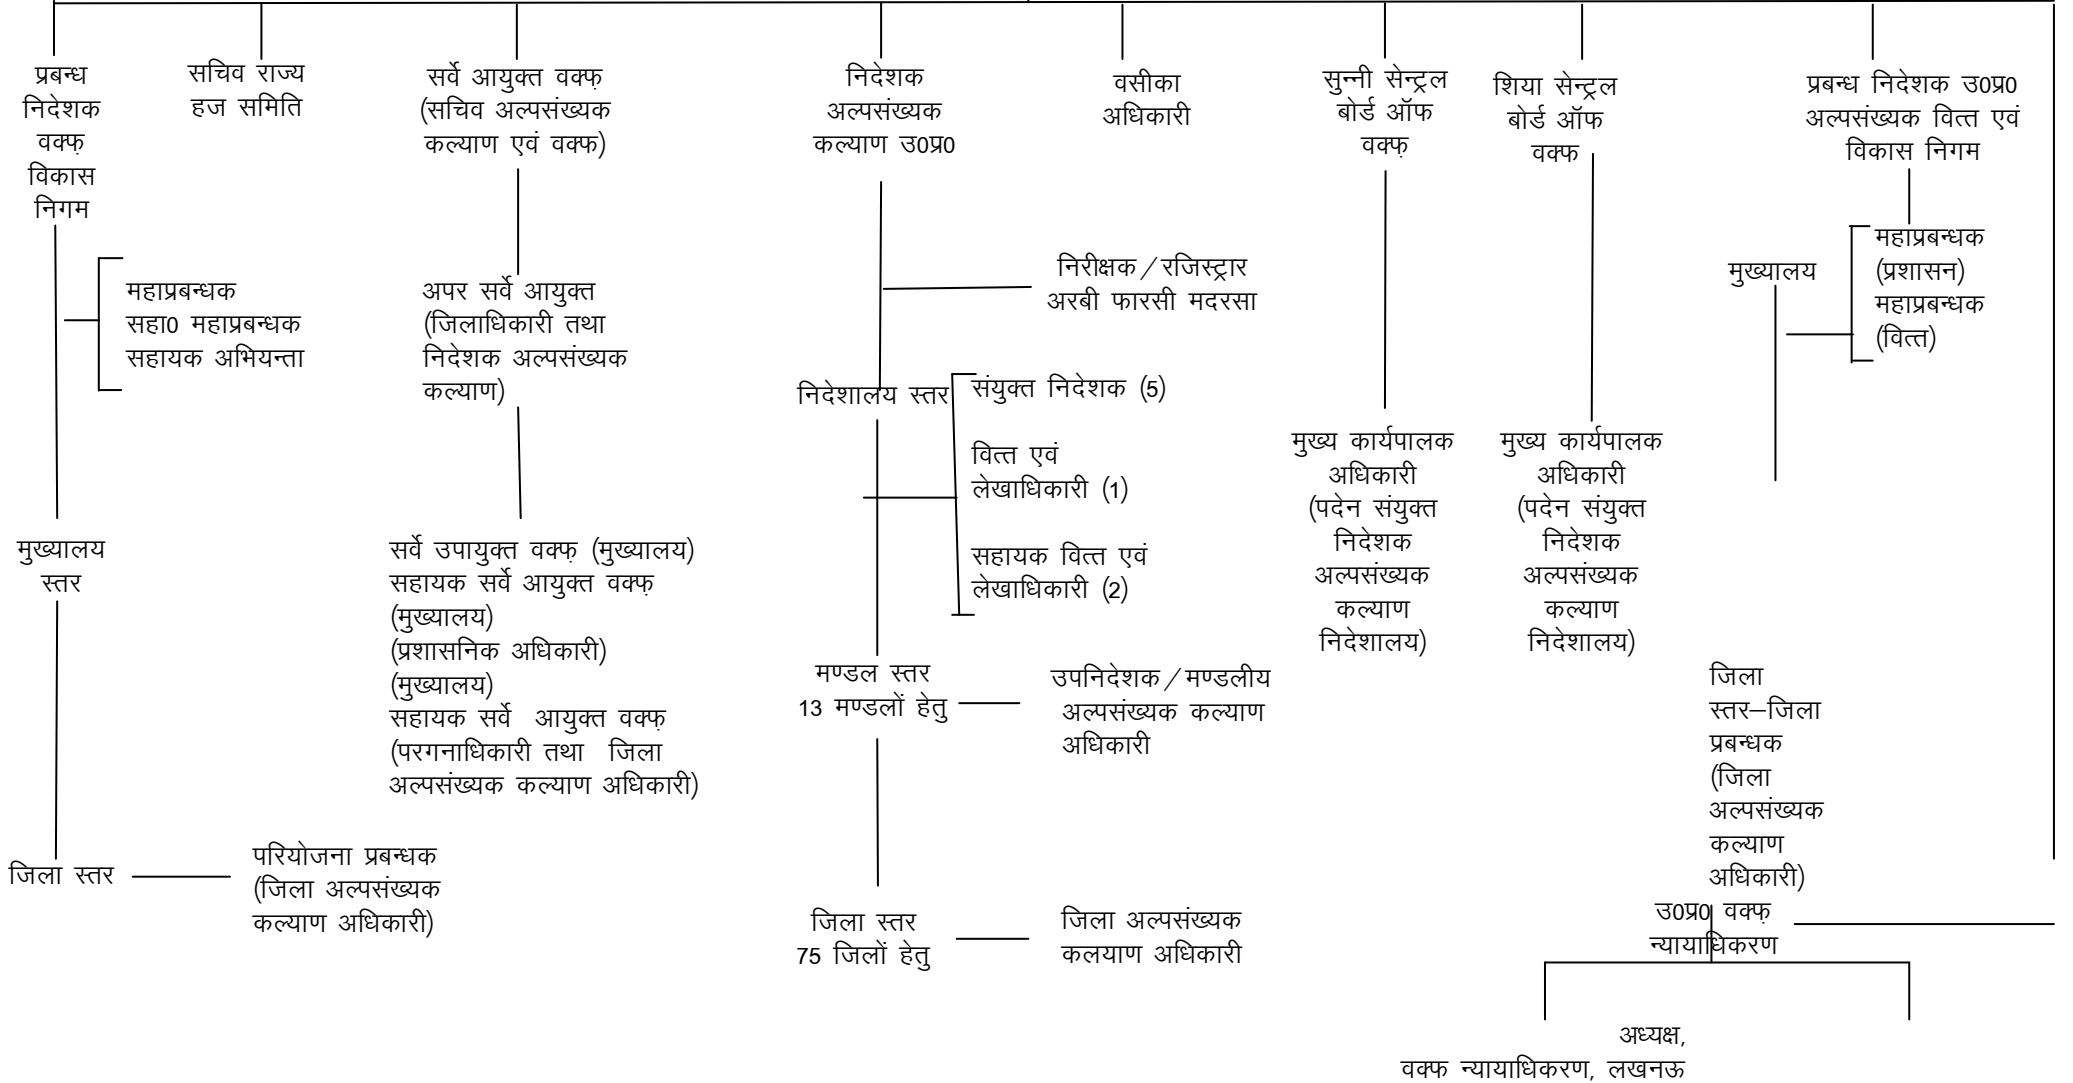 प्रबन्ध
निदेशक
वक्फ़
विकास
निगम
सचिव राज्य
हज समिति
सर्वे आयुक्त वक्फ़
(सचिव अल्पसंख्यक
कल्याण एवं वक्फ)
निदेशक
अल्पसंख्यक
कल्याण उ0प्र0
वसीका
अधिकारी
सुन्नी सेन्ट्रल
बोर्ड ऑफ
वक्फ़
शिया सेन्ट्रल
बोर्ड ऑफ
वक्फ
प्रबन्ध निदेशक उ0प्र0
अल्पसंख्यक वित्त एवं
विकास निगम
महाप्रबन्धक
सहा0 महाप्रबन्धक
सहायक अभियन्ता
अपर सर्वे आयुक्त
(जिलाधिकारी तथा
निदेशक अल्पसंख्यक
कल्याण)
निरीक्षक/रजिस्ट्रार
अरबी फारसी मदरसा
मुख्यालय
महाप्रबन्धक
(प्रशासन)
महाप्रबन्धक
(वित्त)
निदेशालय स्तर
संयुक्त निदेशक (5)
वित्त एवं
लेखाधिकारी (1)
सहायक वित्त एवं
लेखाधिकारी (2)
मुख्य कार्यपालक
अधिकारी
(पदेन संयुक्त
निदेशक
अल्पसंख्यक
कल्याण
निदेशालय)
मुख्य कार्यपालक
अधिकारी
(पदेन संयुक्त
निदेशक
अल्पसंख्यक
कल्याण
निदेशालय)
मुख्यालय
स्तर
सर्वे उपायुक्त वक्फ़ (मुख्यालय)
सहायक सर्वे आयुक्त वक्फ़
(मुख्यालय)
(प्रशासनिक अधिकारी)
(मुख्यालय)
सहायक सर्वे आयुक्त वक्फ़
(परगनाधिकारी तथा जिला
अल्पसंख्यक कल्याण अधिकारी)
मण्डल स्तर
13 मण्डलों हेतु
उपनिदेशक/मण्डलीय
अल्पसंख्यक कल्याण
अधिकारी
जिला
स्तर–जिला
प्रबन्धक
(जिला
अल्पसंख्यक
कल्याण
अधिकारी)
जिला स्तर
परियोजना प्रबन्धक
(जिला अल्पसंख्यक
कल्याण अधिकारी)
जिला स्तर
75 जिलों हेतु
जिला अल्पसंख्यक
कलयाण अधिकारी
उ0प्र0 वक्फ़
न्यायाधिकरण
अध्यक्ष,
वक्फ न्यायाधिकरण, लखनऊ